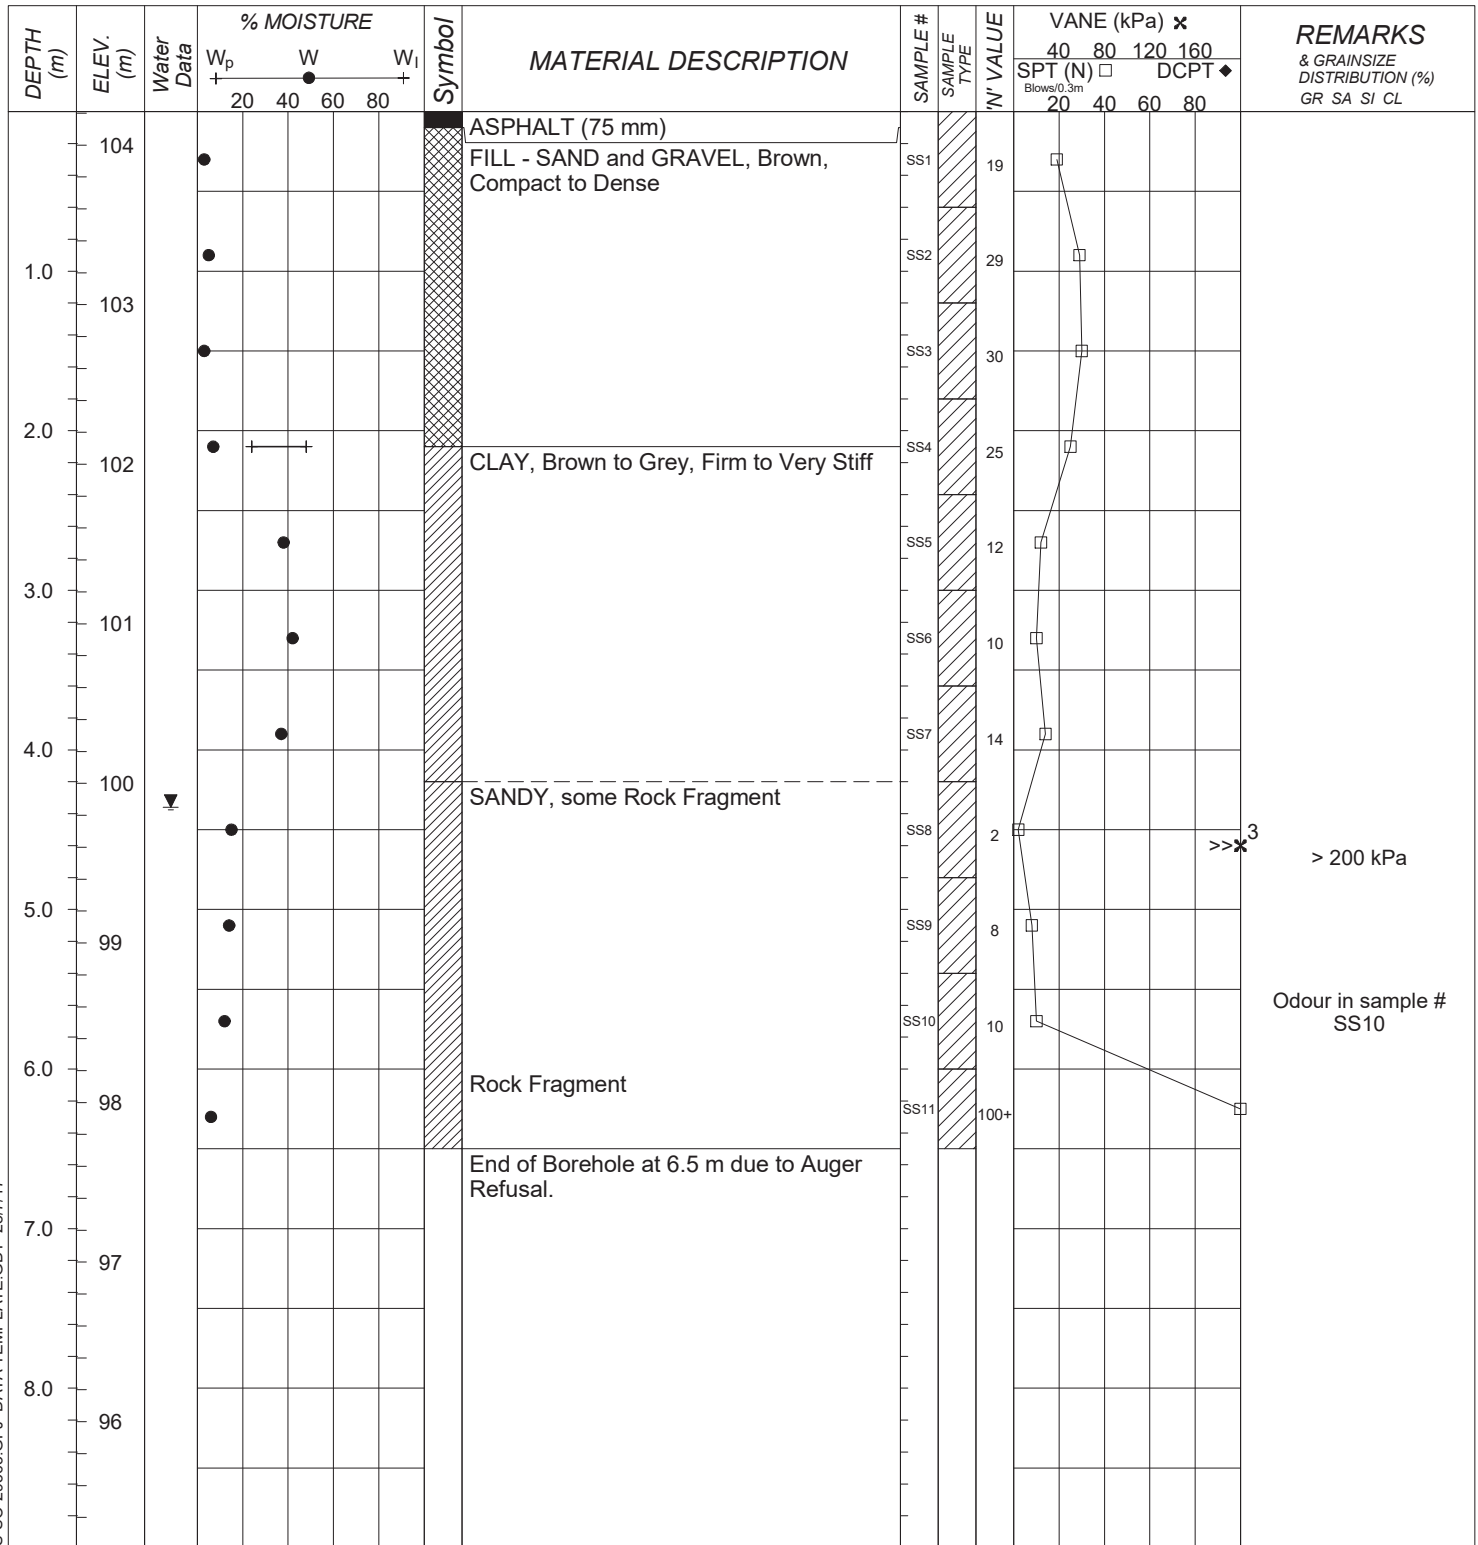 DEPTH (m)
ELEV. (m)
Water Data
% MOISTURE
Wp W Wl
20 40 60 80
Symbol
MATERIAL DESCRIPTION
SAMPLE #
SAMPLE TYPE
'N' VALUE
VANE (kPa)
40 80 120 160
SPT (N) DCPT
Blows/0.3m
20 40 60 80
REMARKS
& GRAINSIZE
DISTRIBUTION (%)
GR SA SI CL
ASPHALT (75 mm)
104
FILL - SAND and GRAVEL, Brown,
Compact to Dense
SS1 19
SS2 29
1.0
103
SS3 30
2.0
SS4 25
102
CLAY, Brown to Grey, Firm to Very Stiff
SS5 12
3.0
101
SS6 10
SS7 14
4.0
100
SANDY, some Rock Fragment
SS8 2
3
>>
> 200 kPa
5.0
SS9 8
99
Odour in sample #
SS10
SS10 10
6.0
Rock Fragment
98
SS11 100+
End of Borehole at 6.5 m due to Auger
Refusal.
7.0
97
8.0
96